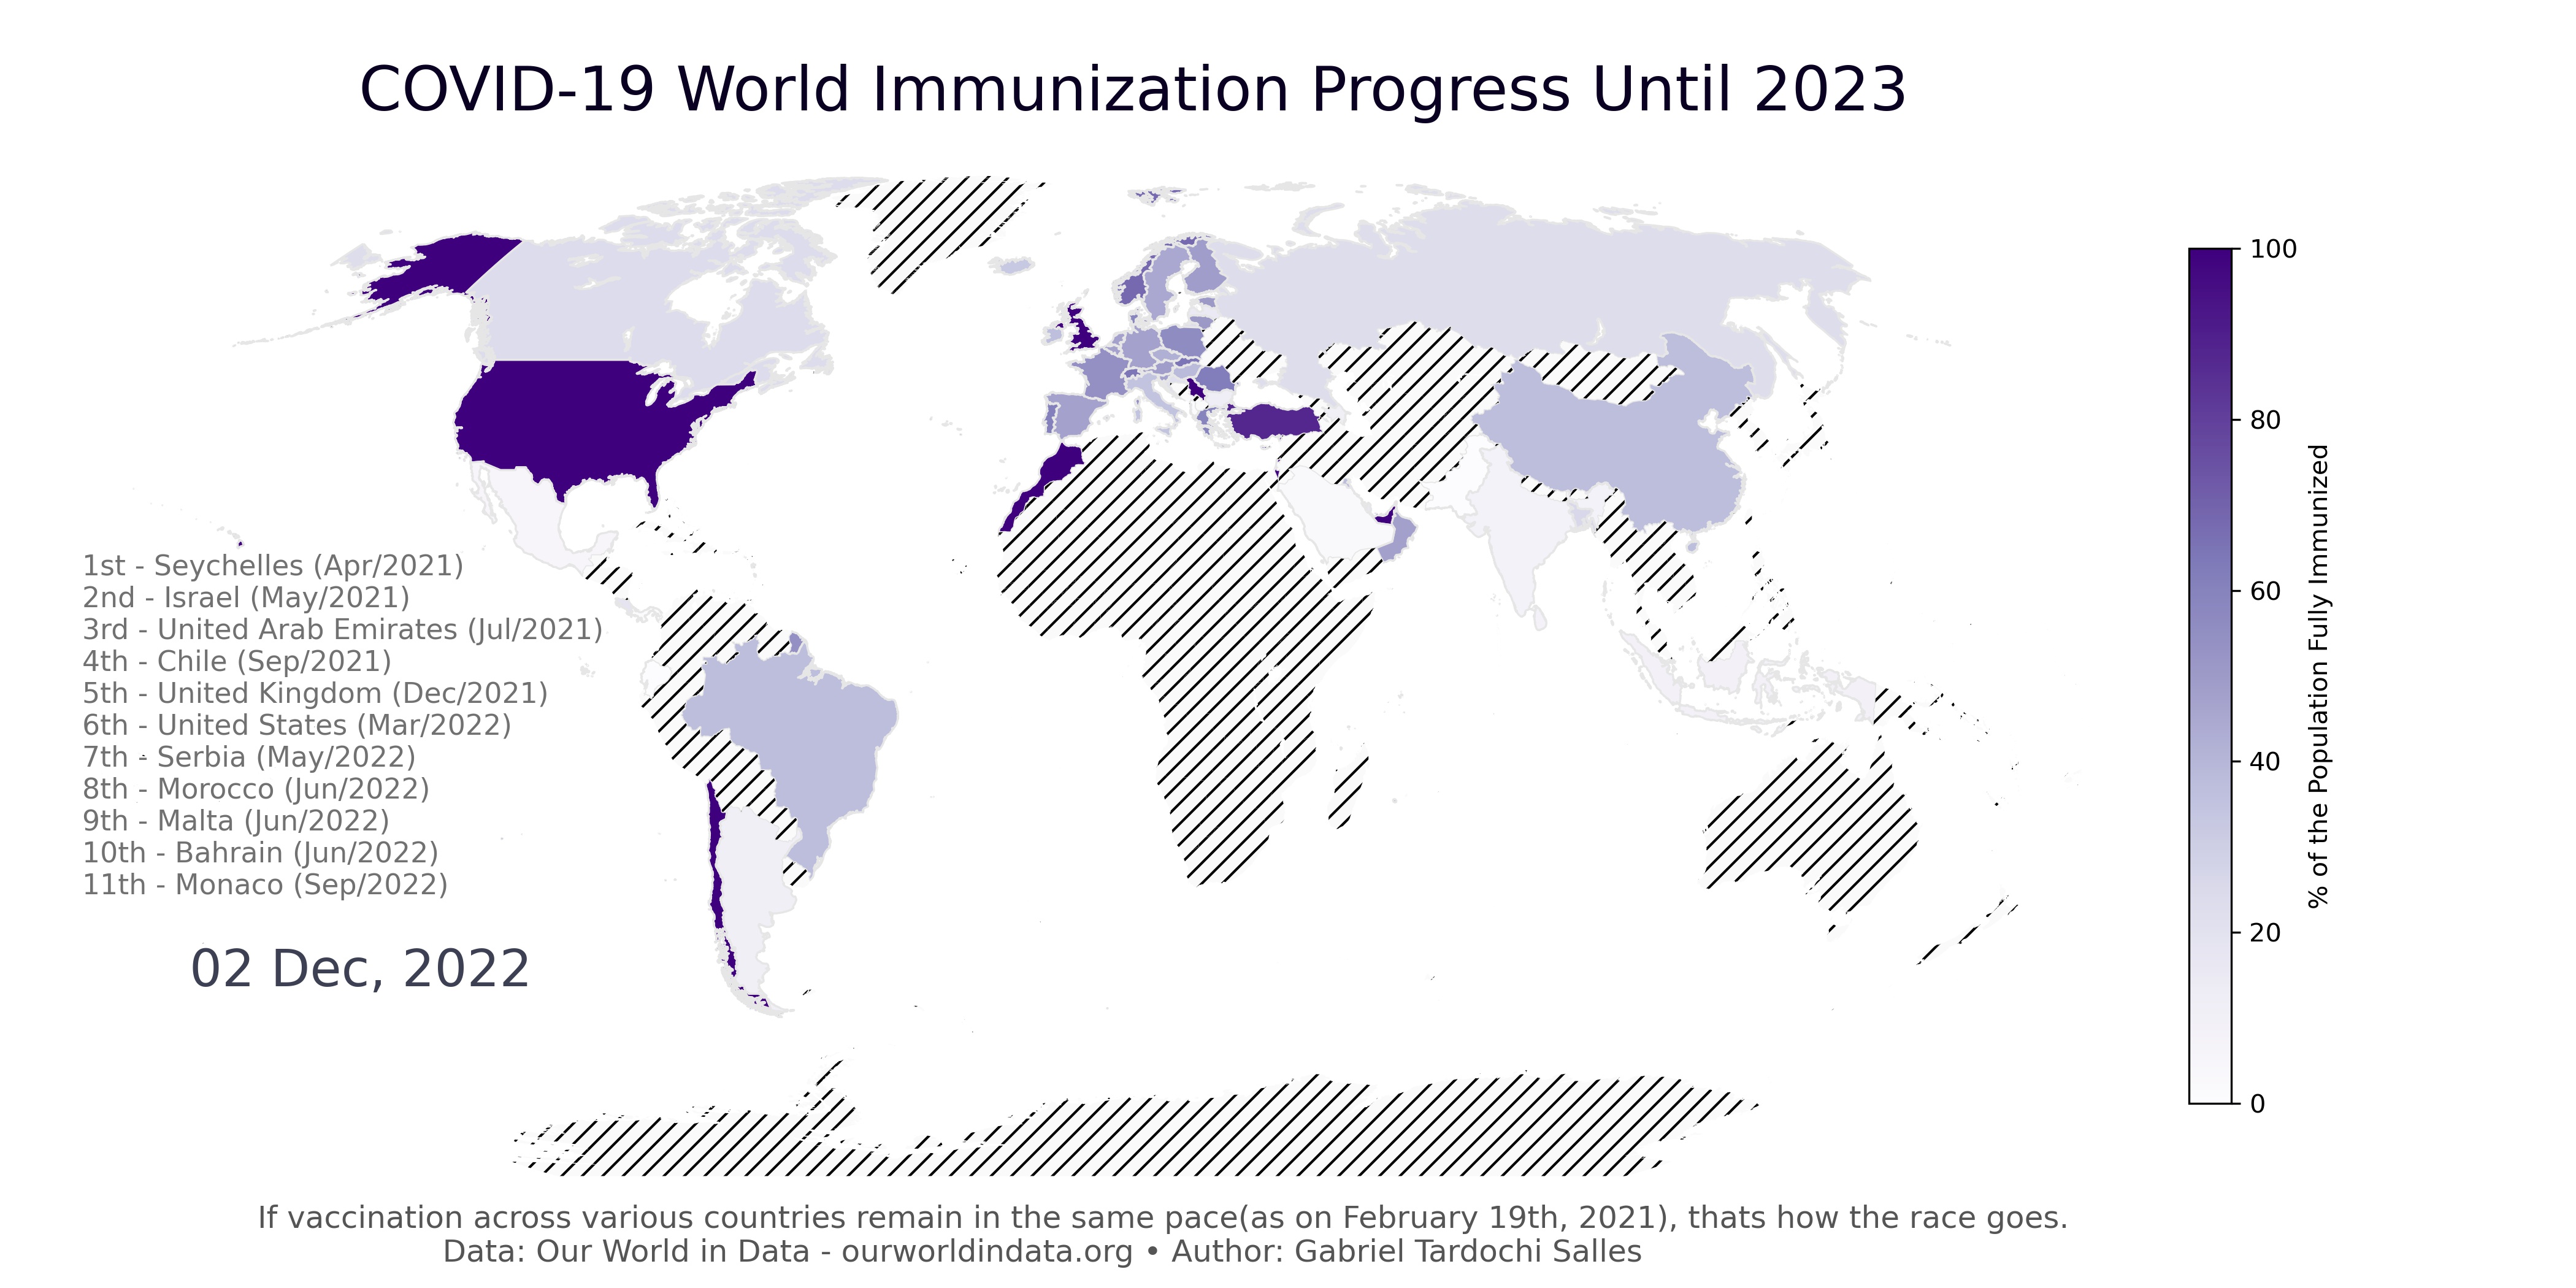 COVID-19 World Immunization Progress Until 2023
1st - Seychelles (Apr/2021)
2nd - Israel (May/2021)
3rd - United Arab Emirates (Jul/2021)
4th - Chile (Sep/2021)
5th - United Kingdom (Dec/2021)
6th - United States (Mar/2022)
7th - Serbia (May/2022)
8th - Morocco (Jun/2022)
9th - Malta (Jun/2022)
10th - Bahrain (Jun/2022)
11th - Monaco (Sep/2022)
02 Dec, 2022
100
80
60
40
20
0
% of the Population Fully Immunized
If vaccination across various countries remain in the same pace(as on February 19th, 2021), thats how the race goes.
Data: Our World in Data - ourworldindata.org • Author: Gabriel Tardochi Salles